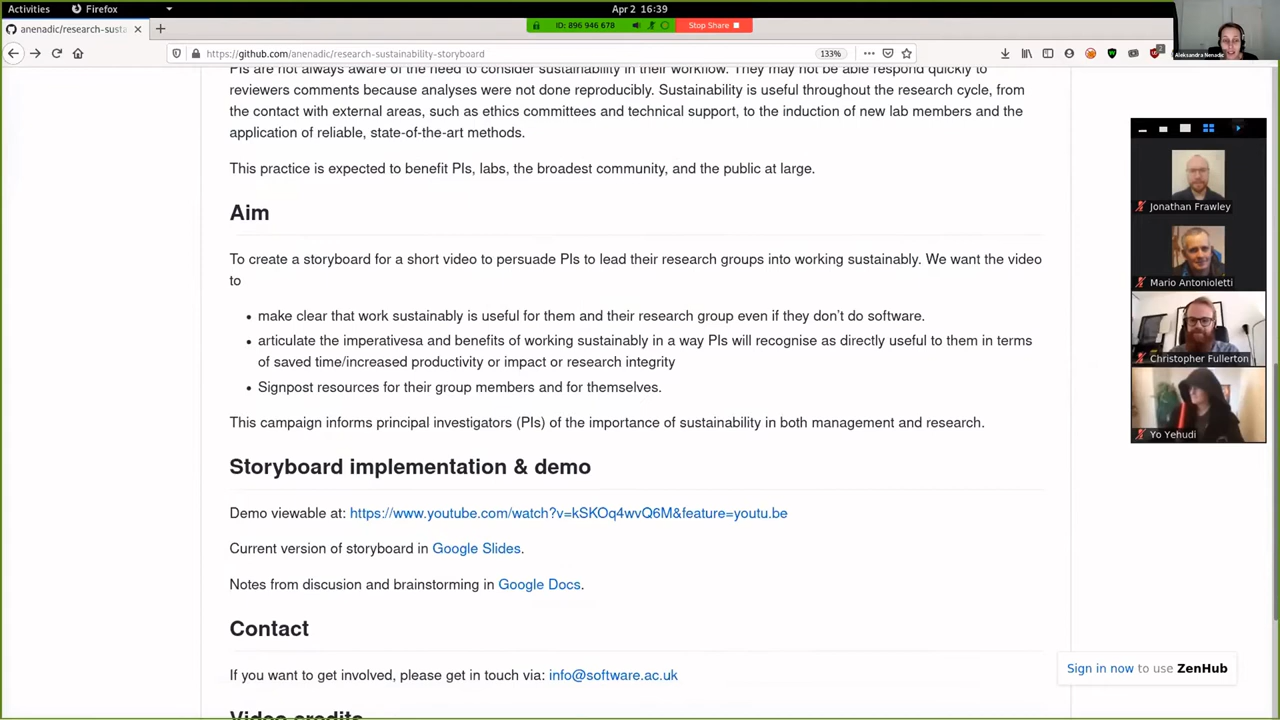 Activities
Firefox
Apr 2 16:39
anenadic/research-susta
ID: 896 946 678
Stop Share
Aleksandra Nenadic
https://github.com/anenadic/research-sustainability-storyboard
133%
PIs are not always aware of the need to consider sustainability in their workflow. They may not be able respond quickly to
reviewers comments because analyses were not done reproducibly. Sustainability is useful throughout the research cycle, from
the contact with external areas, such as ethics committees and technical support, to the induction of new lab members and the
application of reliable, state-of-the-art methods.
This practice is expected to benefit PIs, labs, the broadest community, and the public at large.
Aim
To create a storyboard for a short video to persuade PIs to lead their research groups into working sustainably. We want the video
to
• make clear that work sustainably is useful for them and their research group even if they don't do software.
• articulate the imperativesa and benefits of working sustainably in a way PIs will recognise as directly useful to them in terms
of saved time/increased productivity or impact or research integrity
• Signpost resources for their group members and for themselves.
This campaign informs principal investigators (PIs) of the importance of sustainability in both management and research.
Storyboard implementation & demo
Demo viewable at: https://www.youtube.com/watch?v=kSKOq4wvQ6M&feature=youtu.be
Current version of storyboard in Google Slides.
Notes from discusion and brainstorming in Google Docs.
Contact
If you want to get involved, please get in touch via: info@software.ac.uk
Video credits
Jonathan Frawley
Mario Antonioletti
Christopher Fullerton
Yo Yehudi
Sign in now to use ZenHub